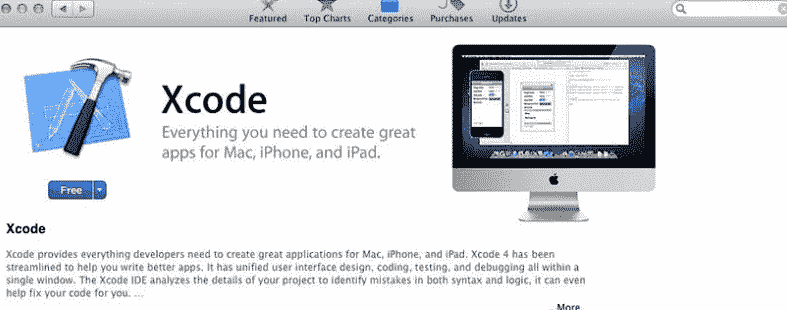 Featured Top Charts Categories Purchases Updates
Xcode
Everything you need to create great
apps for Mac, iPhone, and iPad.
Free
Xcode
Xcode provides everything developers need to create great applications for Mac, iPhone, and iPad. Xcode 4 has been
streamlined to help you write better apps. It has unified user interface design, coding, testing, and debugging all within a
single window. The Xcode IDE analyzes the details of your project to identify mistakes in both syntax and logic, it can even
help fix your code for you. ...
... More